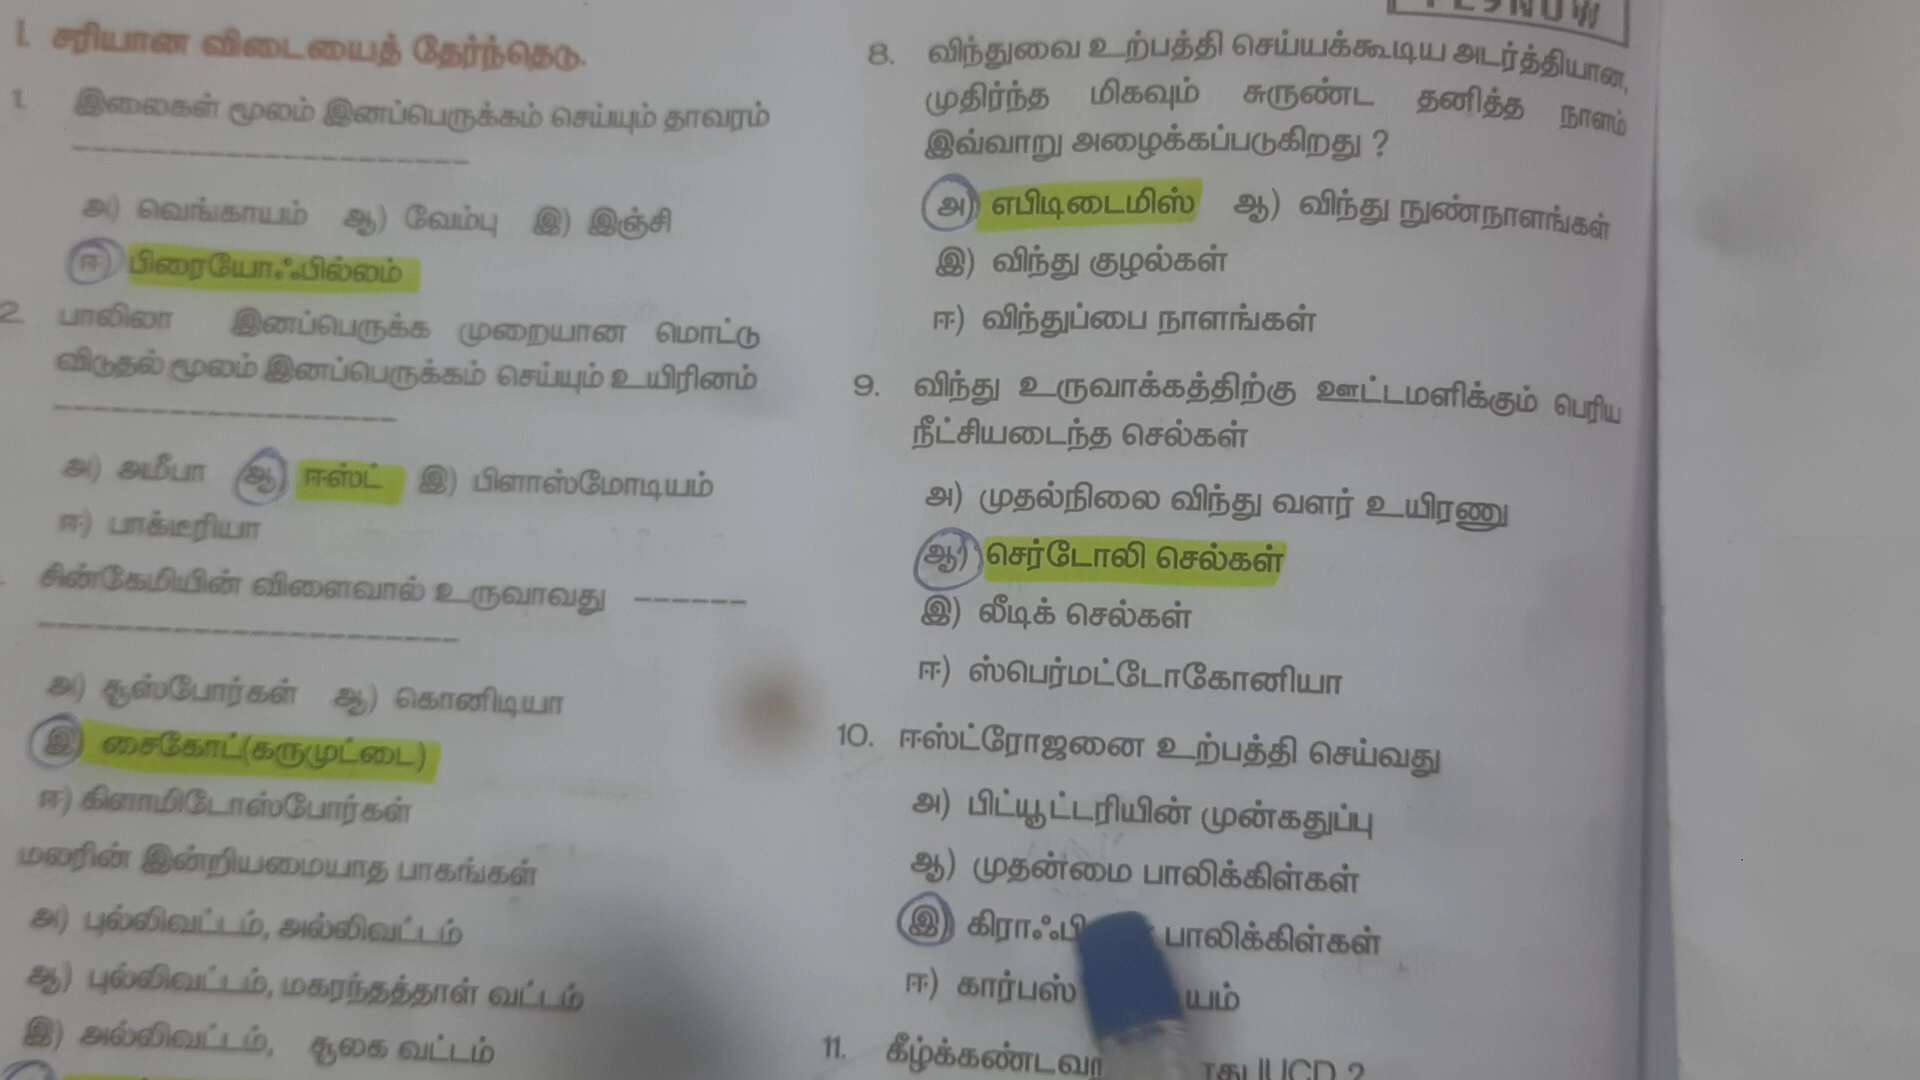 I. சரியான விடையைத் தேர்ந்தெடு.
1. இலைகள் மூலம் இனப்பெருக்கம் செய்யும் தாவரம்
அ) வெங்காயம் ஆ) வேம்பு இ) இஞ்சி
ஈ) பிரையோஃபில்லம்
2. பாலிலா இனப்பெருக்க முறையான மொட்டு
விடுதல் மூலம் இனப்பெருக்கம் செய்யும் உயிரினம்
அ) அமீபா ஆ) ஈஸ்ட் இ) பிளாஸ்மோடியம்
ஈ) பாக்டீரியா
சின்கேமியின் விளைவால் உருவாவது
அ) சூஸ்போர்கள் ஆ) கொனிடியா
இ) சைகோட்(கருமுட்டை)
ஈ) கிளாமிடோஸ்போர்கள்
மலரின் இன்றியமையாத பாகங்கள்
அ) புல்லிவட்டம், அல்லிவட்டம்
ஆ) புல்லிவட்டம், மகரந்தத்தாள் வட்டம்
இ) அல்லிவட்டம், சூலக வட்டம்
8. விந்துவை உற்பத்தி செய்யக்கூடிய அடர்த்தியான,
முதிர்ந்த மிகவும் சுருண்ட தனித்த நாளம்
இவ்வாறு அழைக்கப்படுகிறது ?
அ) எபிடிடைமிஸ் ஆ) விந்து நுண்நாளங்கள்
இ) விந்து குழல்கள்
ஈ) விந்துப்பை நாளங்கள்
9. விந்து உருவாக்கத்திற்கு ஊட்டமளிக்கும் பெரிய
நீட்சியடைந்த செல்கள்
அ) முதல்நிலை விந்து வளர் உயிரணு
ஆ) செர்டோலி செல்கள்
இ) லீடிக் செல்கள்
ஈ) ஸ்பெர்மட்டோகோனியா
10. ஈஸ்ட்ரோஜனை உற்பத்தி செய்வது
அ) பிட்யூட்டரியின் முன்கதுப்பு
ஆ) முதன்மை பாலிக்கிள்கள்
இ) பாலிக்கிள்கள்
ஈ) கார்பஸ்
11. IUCD ?